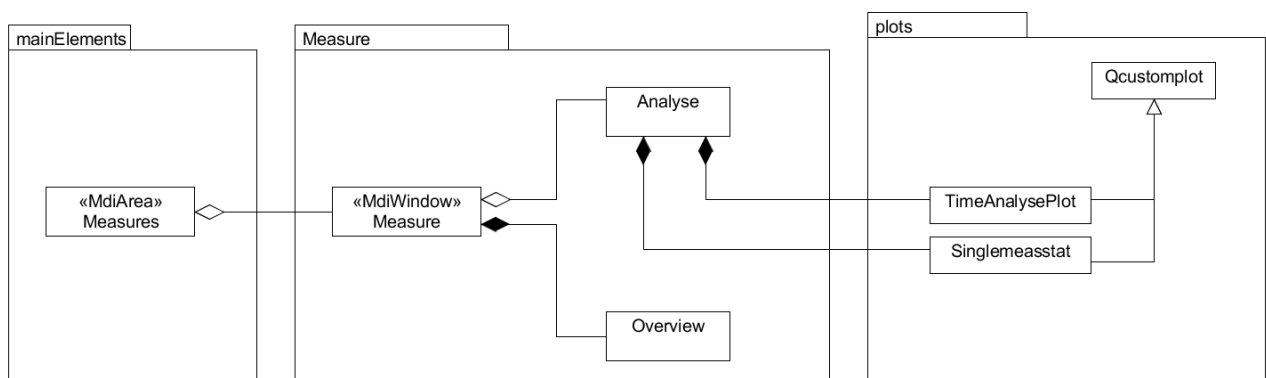 mainElements
Measure
plots
Qcustomplot
Analyse
«MdiArea»
Measures
«MdiWindow»
Measure
TimeAnalysePlot
Singlemeasstat
Overview